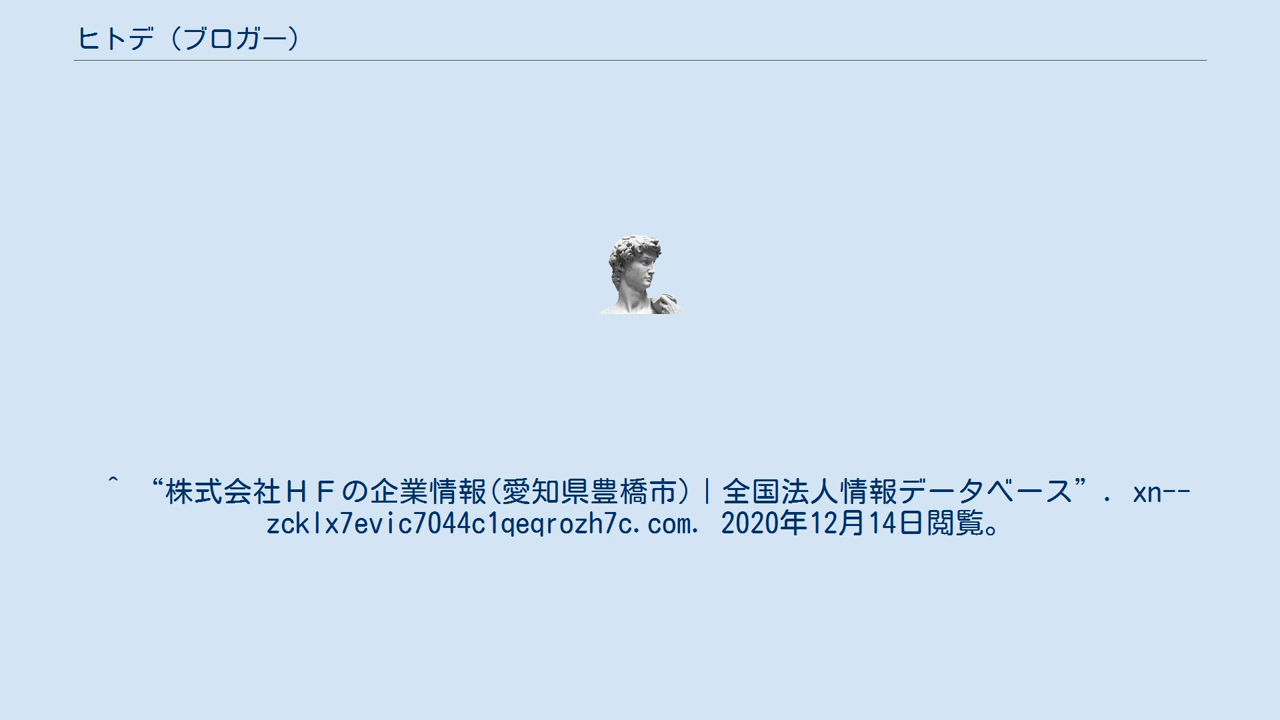 ヒトデ（ブロガー）
^ “株式会社ＨＦの企業情報(愛知県豊橋市)｜全国法人情報データベース”. xn--
zcklx7evic7044c1qeqrozh7c.com. 2020年12月14日閲覧。